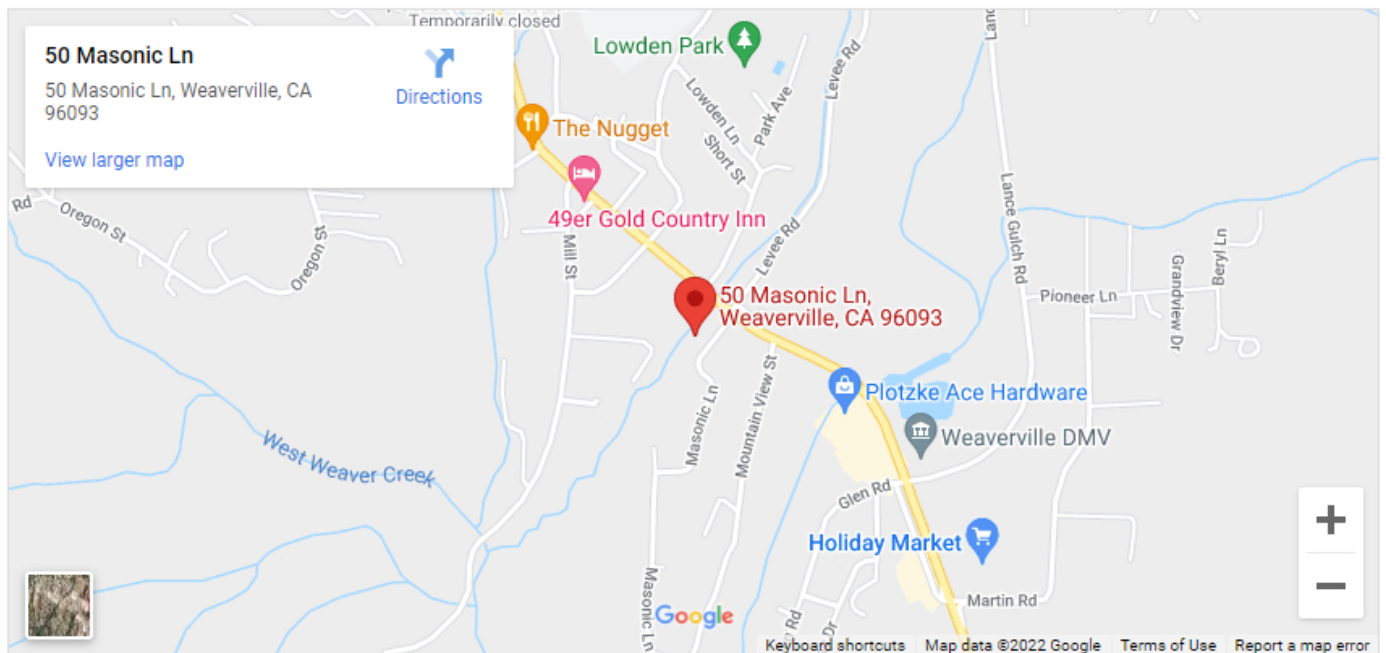 Temporarily closed
50 Masonic Ln
50 Masonic Ln, Weaverville, CA
96093
Directions
View larger map
Lowden Park
Levee Rd
The Nugget
Lowden Ln
Park Ave
Short St
49er Gold Country Inn
Rd
Oregon St
Oregon St
Mill St
Levee Rd
Lance Gulch Rd
Pioneer Ln
Grandview Dr
Beryl Ln
50 Masonic Ln,
Weaverville, CA 96093
Plotzke Ace Hardware
Masonic Ln
Mountain View St
Weaverville DMV
West Weaver Creek
Glen Rd
Holiday Market
Masonic Ln
Martin Rd
Google
Rd
Dr
+
−
Keyboard shortcuts
Map data ©2022 Google
Terms of Use
Report a map error